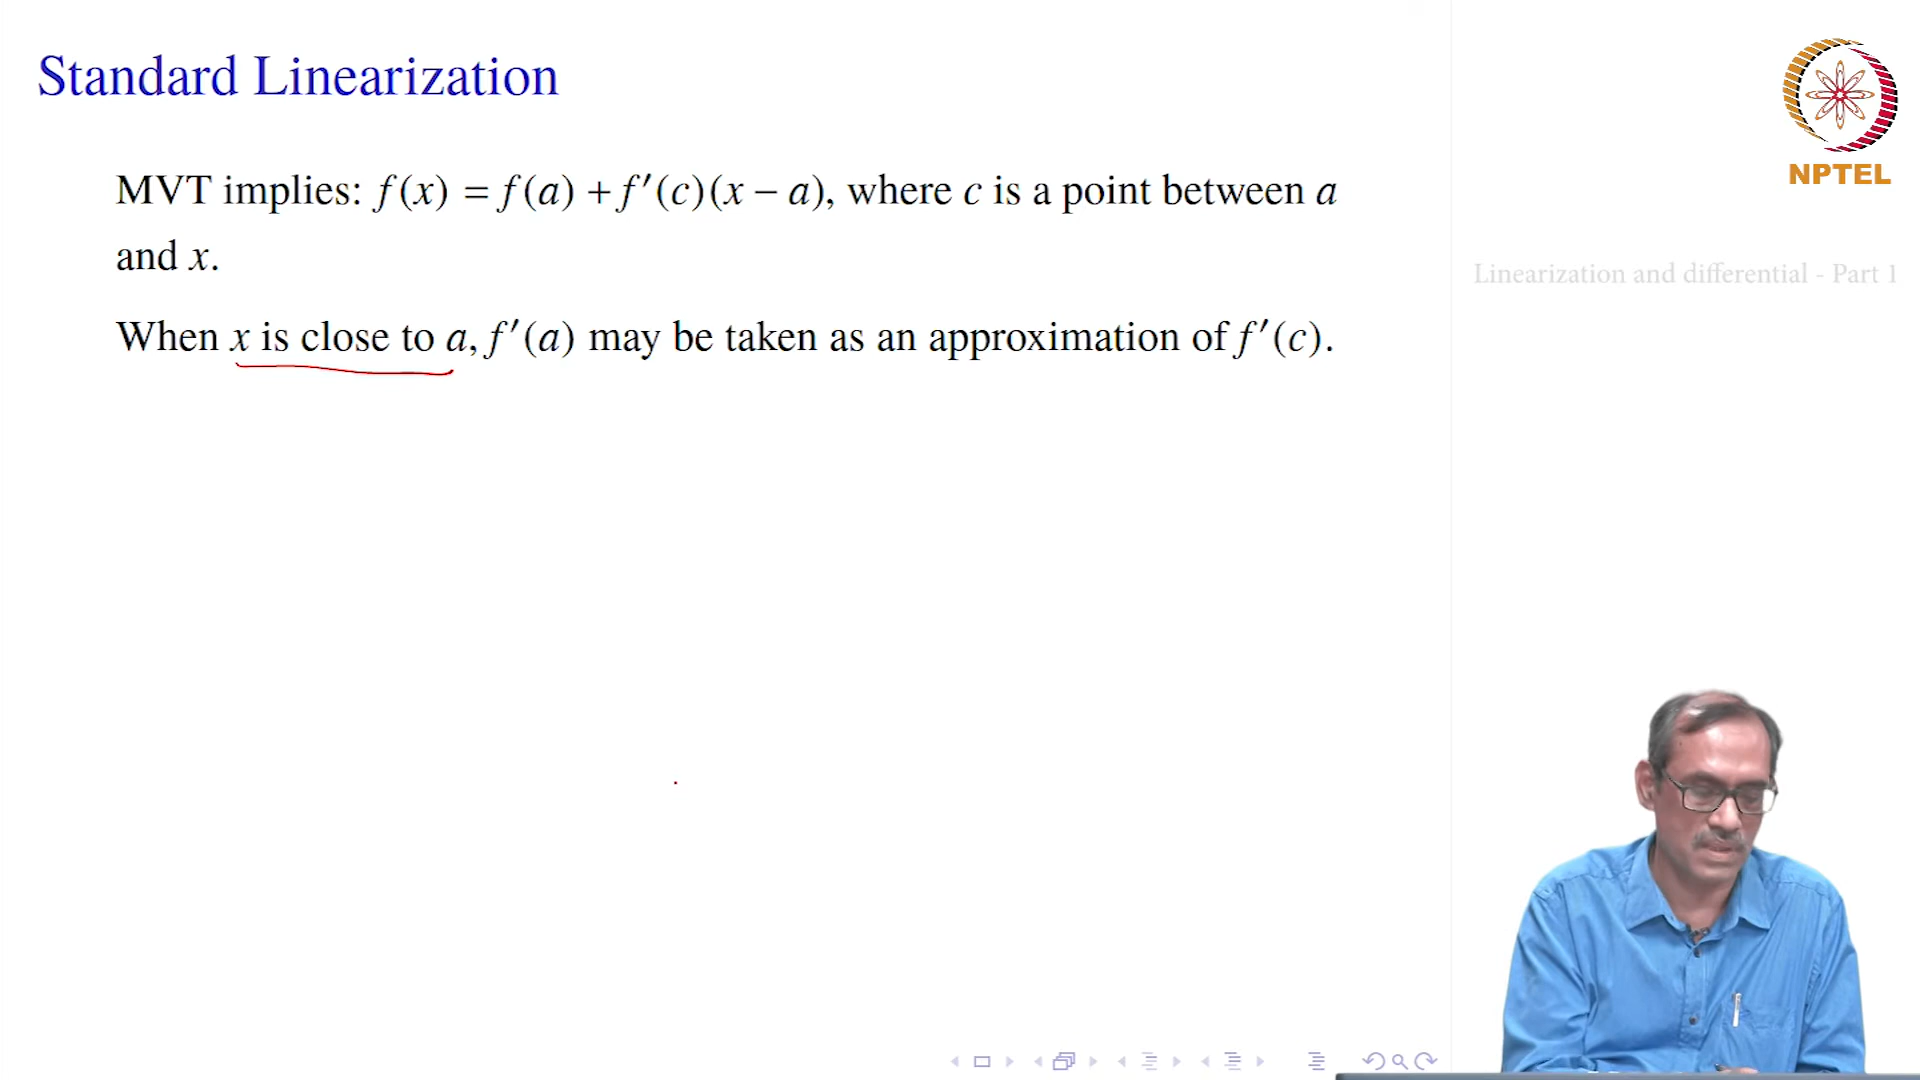 Standard Linearization
MVT implies: f(x) = f(a) + f′(c)(x − a), where c is a point between a
and x.
When x is close to a, f′(a) may be taken as an approximation of f′(c).
NPTEL
Linearization and differential - Part 1